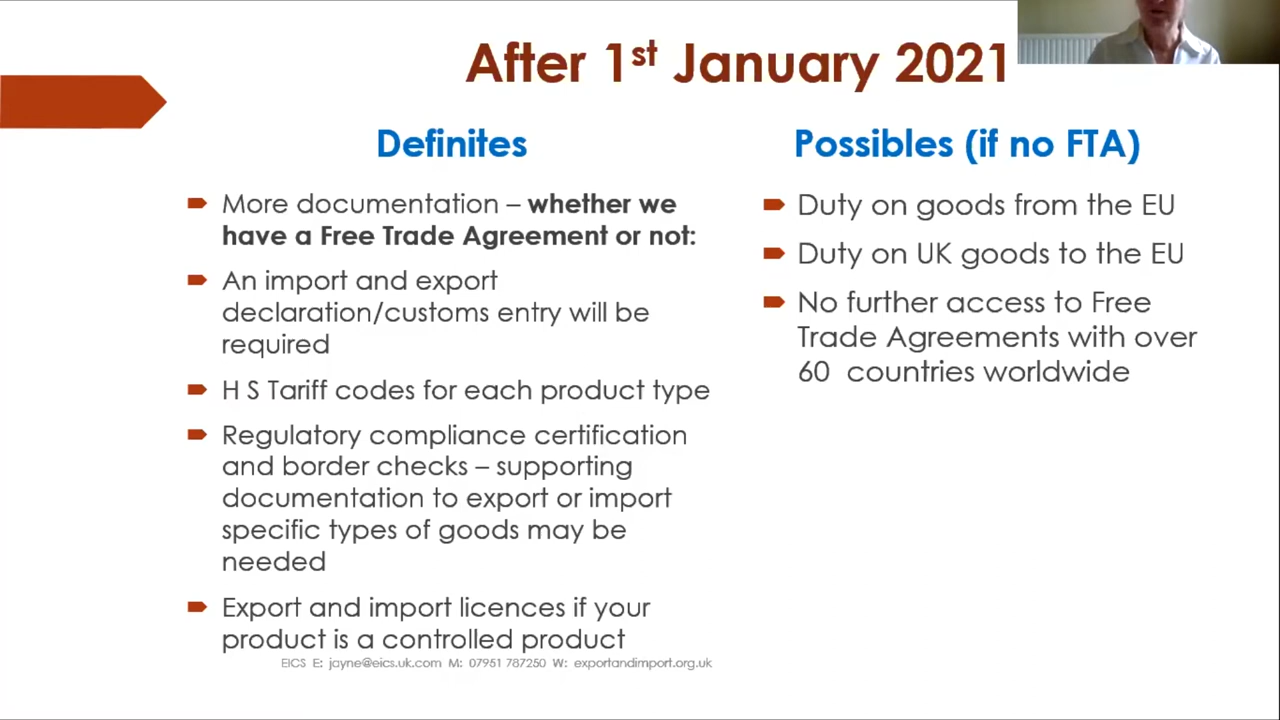 After 1st January 2021
Definites
More documentation – whether we
have a Free Trade Agreement or not:
An import and export
declaration/customs entry will be
required
H S Tariff codes for each product type
Regulatory compliance certification
and border checks – supporting
documentation to export or import
specific types of goods may be
needed
Export and import licences if your
product is a controlled product
Possibles (if no FTA)
Duty on goods from the EU
Duty on UK goods to the EU
No further access to Free
Trade Agreements with over
60 countries worldwide
EICS E: jayne@eics.uk.com M: 07951 787250 W: exportandimport.org.uk